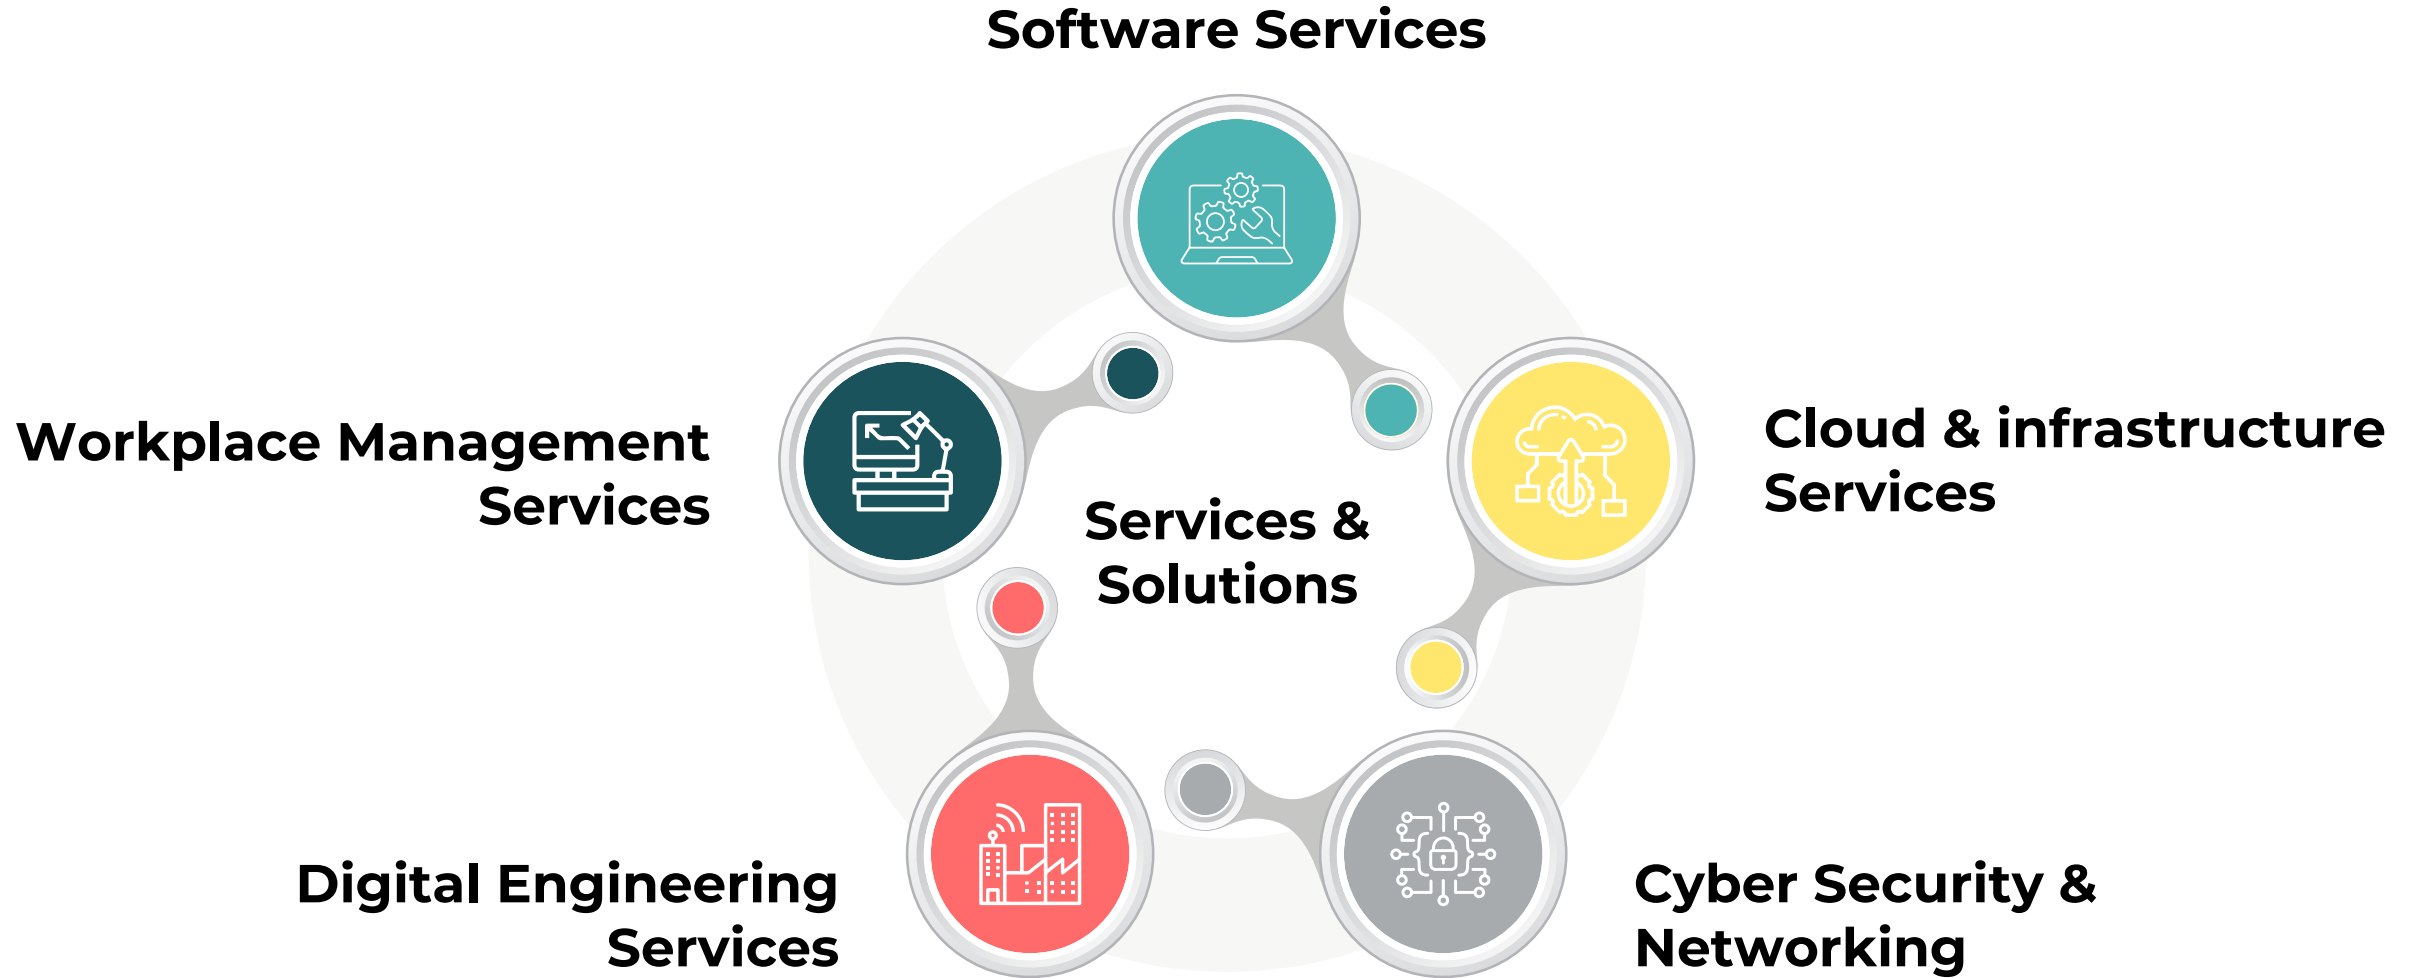 Software Services
Workplace Management
Services
Cloud & infrastructure
Services
Services &
Solutions
Digital Engineering
Services
Cyber Security &
Networking